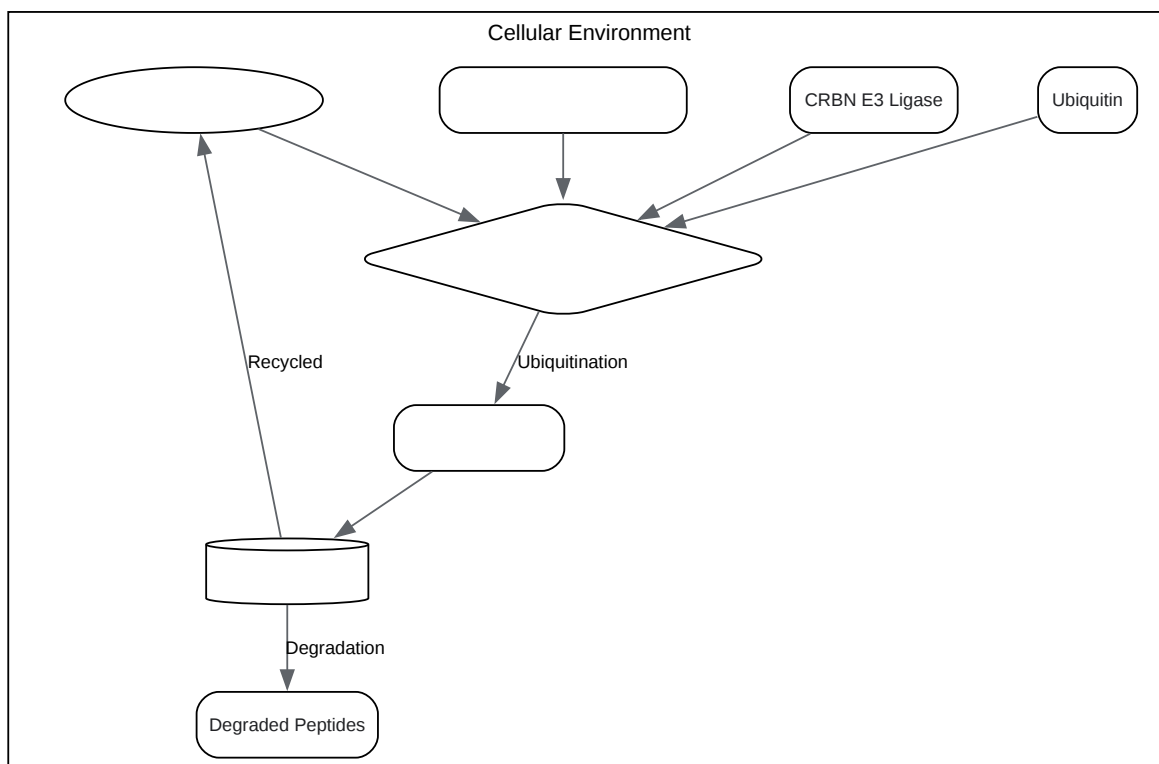 Cellular Environment
CRBN E3 Ligase
Ubiquitin
Recycled
Ubiquitination
Degradation
Degraded Peptides